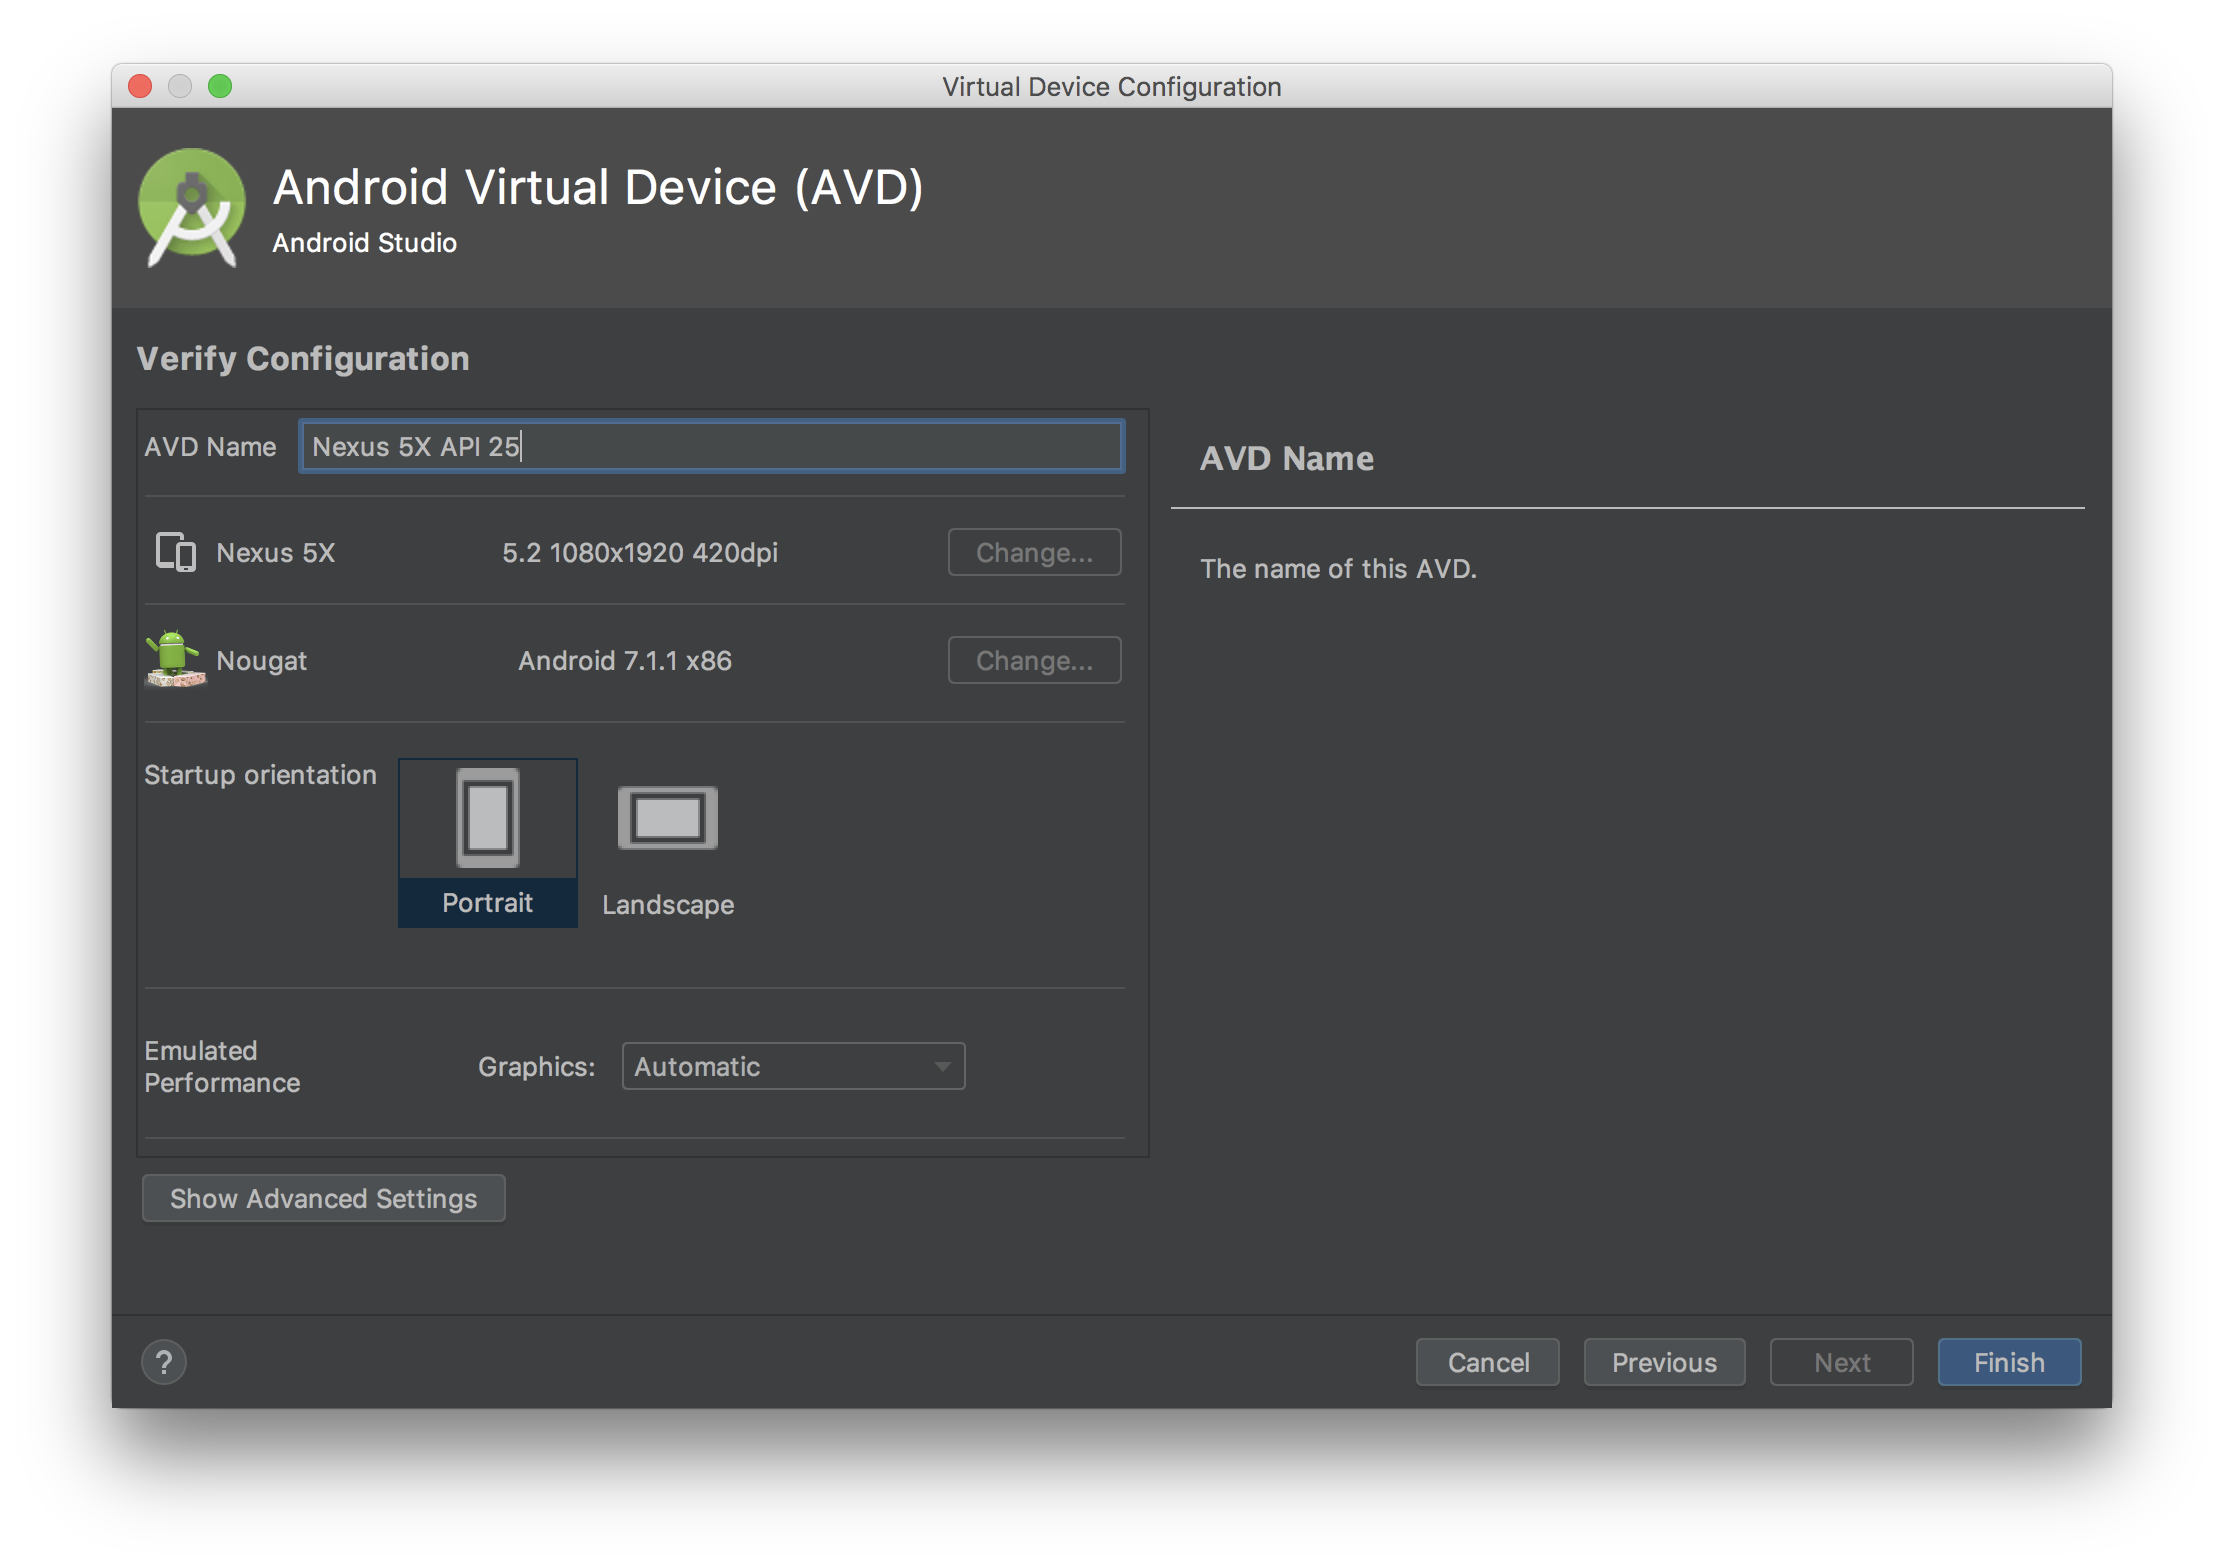 Virtual Device Configuration
Android Virtual Device (AVD)
Android Studio
Verify Configuration
AVD Name
Nexus 5X API 25
Nexus 5X
5.2 1080x1920 420dpi
Change...
Nougat
Android 7.1.1 x86
Change...
Startup orientation
Portrait
Landscape
Emulated
Performance
Graphics:
Automatic
Show Advanced Settings
AVD Name
The name of this AVD.
?
Cancel
Previous
Next
Finish